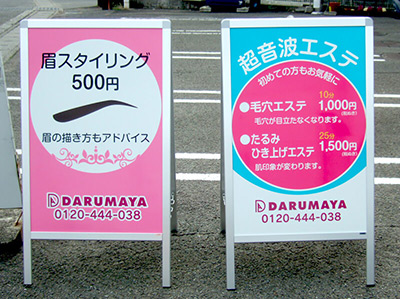 眉スタイリング
500円
眉の描き方もアドバイス
DARUMAYA
0120-444-038
超音波エステ
初めての方もお気軽に
●毛穴エステ 10分 1,000円
毛穴が目立たなくなります。
●たるみ 25分
ひき上げエステ 1,500円
肌印象が変わります。
DARUMAYA
0120-444-038